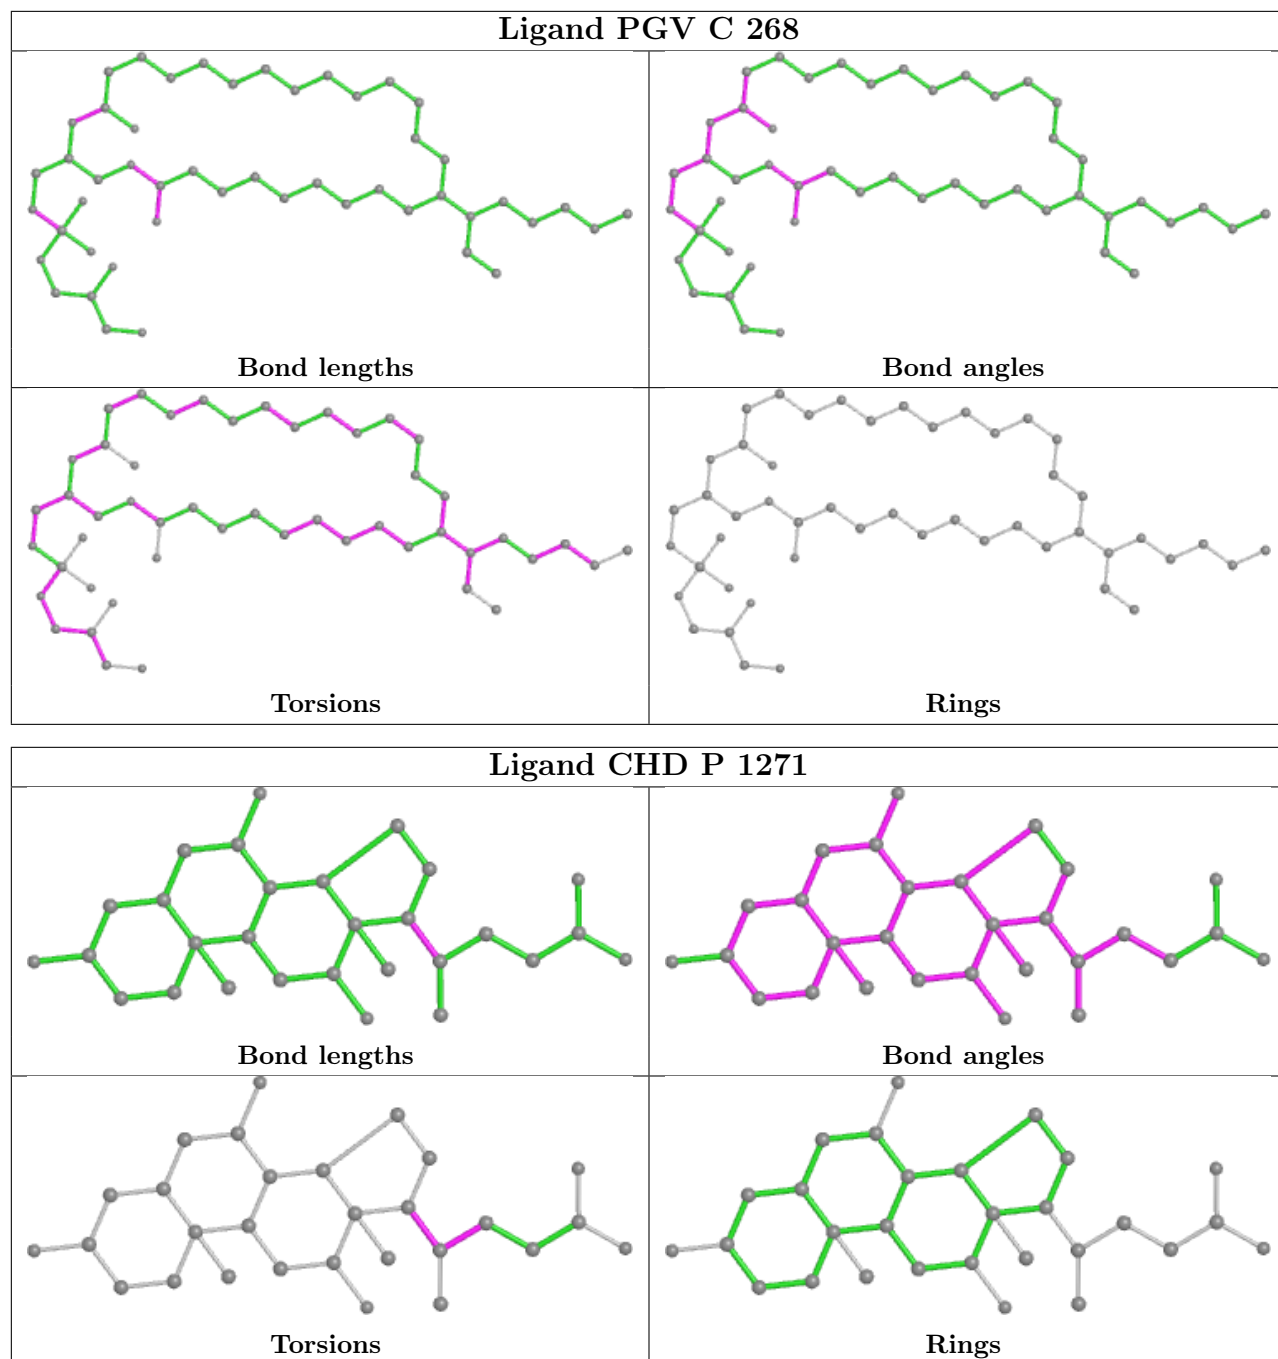 Ligand PGV C 268
Bond lengths
Bond angles
Torsions
Rings
Ligand CHD P 1271
Bond lengths
Bond angles
Torsions
Rings